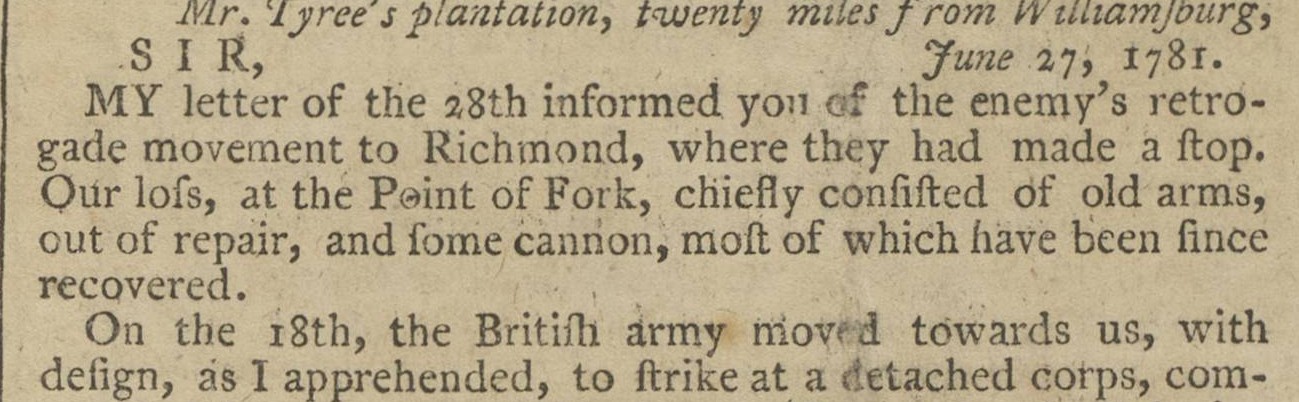 Mr. Tyree's plantation, twenty miles from Williamſburg,
SIR, June 27, 1781.
MY letter of the 28th informed you of the enemy's retro-
gade movement to Richmond, where they had made a ſtop.
Our loſs, at the Point of Fork, chiefly conſiſted of old arms,
out of repair, and ſome cannon, moſt of which have been ſince
recovered.
On the 18th, the Britiſh army moved towards us, with
deſign, as I apprehended, to ſtrike at a detached corps, com-